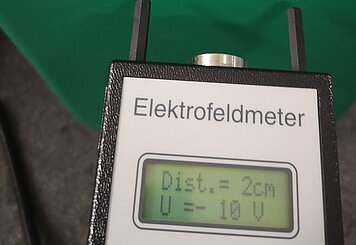 Elektrofeldmeter
Dist.= 2cm
U =- 10 V